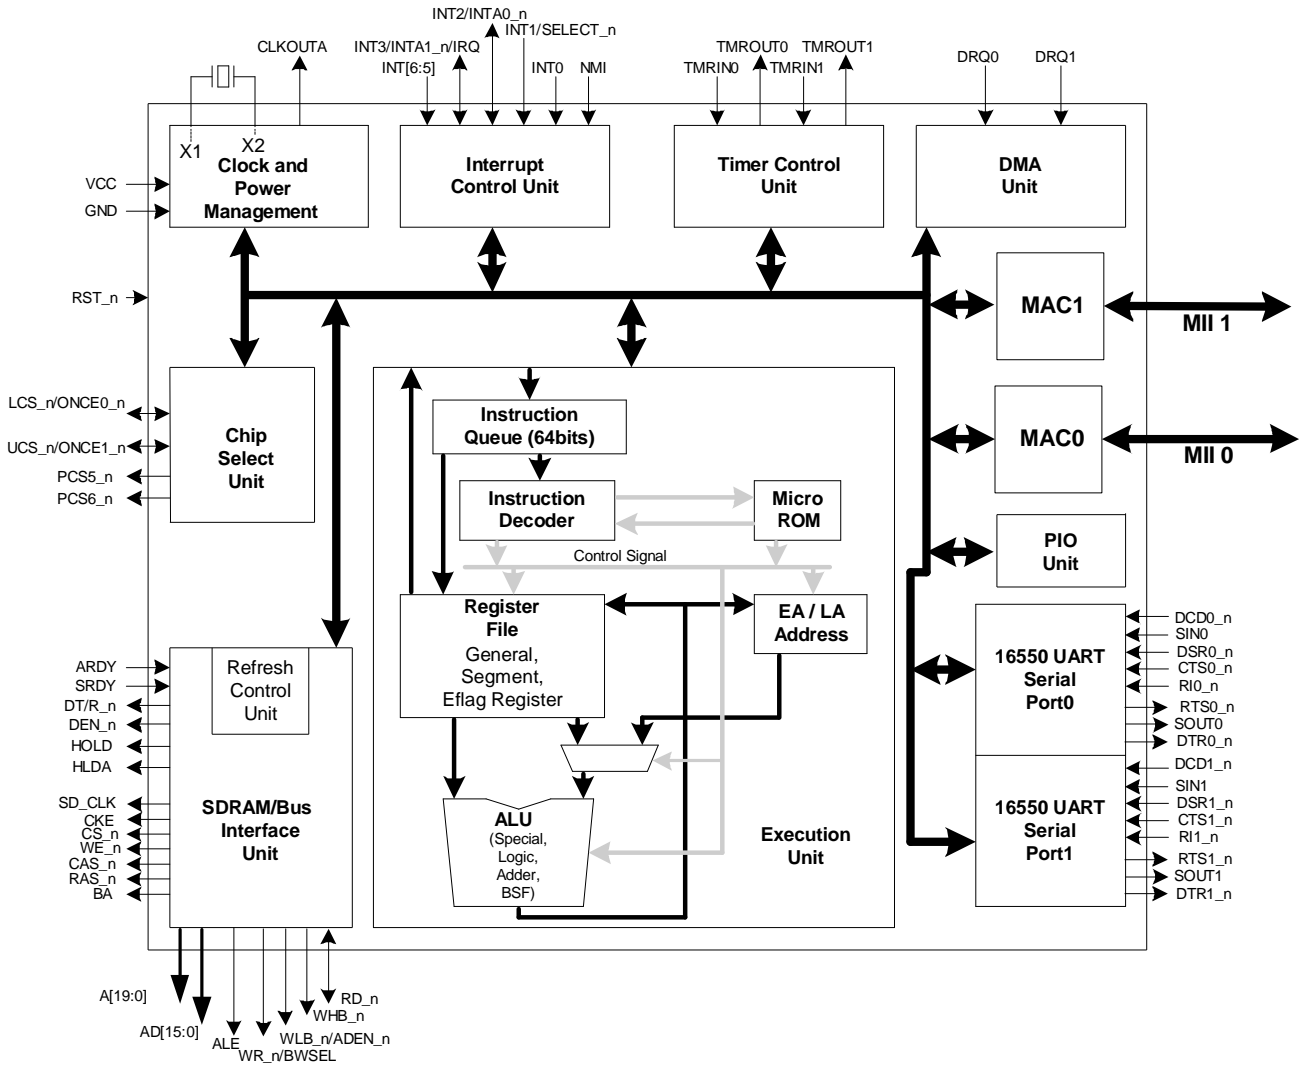 INT2/INTA0_n
INT1/SELECT_n
CLKOUTA
INT3/INTA1_n/IRQ
INT[6:5]
INT0
NMI
TMROUT0
TMROUT1
TMRIN0
TMRIN1
DRQ0
DRQ1
X1
X2
Clock and
Power
Management
Interrupt
Control Unit
Timer Control
Unit
DMA
Unit
VCC
GND
RST_n
MAC1
MII 1
MAC0
MII 0
LCS_n/ONCE0_n
UCS_n/ONCE1_n
PCS5_n
PCS6_n
Chip
Select
Unit
Instruction
Queue (64bits)
Instruction
Decoder
Micro
ROM
Control Signal
PIO
Unit
Register
File
General,
Segment,
Eflag Register
EA / LA
Address
ARDY
SRDY
DT/R_n
DEN_n
HOLD
HLDA
SD_CLK
CKE
CS_n
WE_n
CAS_n
RAS_n
BA
Refresh
Control
Unit
SDRAM/Bus
Interface
Unit
ALU
(Special,
Logic,
Adder,
BSF)
Execution
Unit
16550 UART
Serial
Port0
DCD0_n
SIN0
DSR0_n
CTS0_n
RI0_n
RTS0_n
SOUT0
DTR0_n
16550 UART
Serial
Port1
DCD1_n
SIN1
DSR1_n
CTS1_n
RI1_n
RTS1_n
SOUT1
DTR1_n
A[19:0]
AD[15:0]
ALE
WR_n/BWSEL
WLB_n/ADEN_n
WHB_n
RD_n